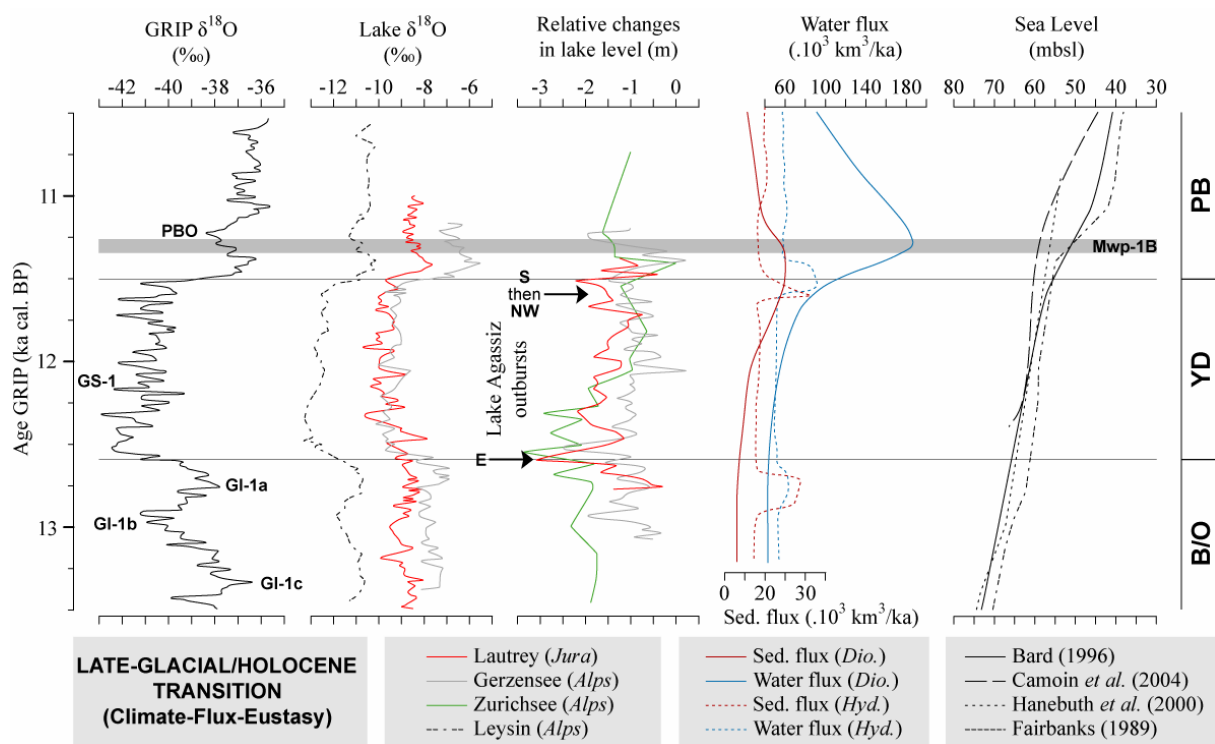 GRIP δ18O
(‰)
Lake δ18O
(‰)
Relative changes
in lake level (m)
Water flux
(.10³ km³/ka)
Sea Level
(mbsl)
-42 -40 -38 -36
-12 -10 -8 -6
-3 -2 -1 0
60 100 140 180
80 70 60 50 40 30
Age GRIP (ka cal. BP)
11
12
13
PBO
GS-1
GI-1a
GI-1b
GI-1c
S
then
NW
Lake Agassiz
outbursts
E
Mwp-1B
PB
YD
B/O
0 20 30
Sed. flux (.10³ km³/ka)
LATE-GLACIAL/HOLOCENE
TRANSITION
(Climate-Flux-Eustasy)
Lautrey (Jura)
Gerzensee (Alps)
Zurichsee (Alps)
Leysin (Alps)
Sed. flux (Dio.)
Water flux (Dio.)
Sed. flux (Hyd.)
Water flux (Hyd.)
Bard (1996)
Camoin et al. (2004)
Hanebuth et al. (2000)
Fairbanks (1989)